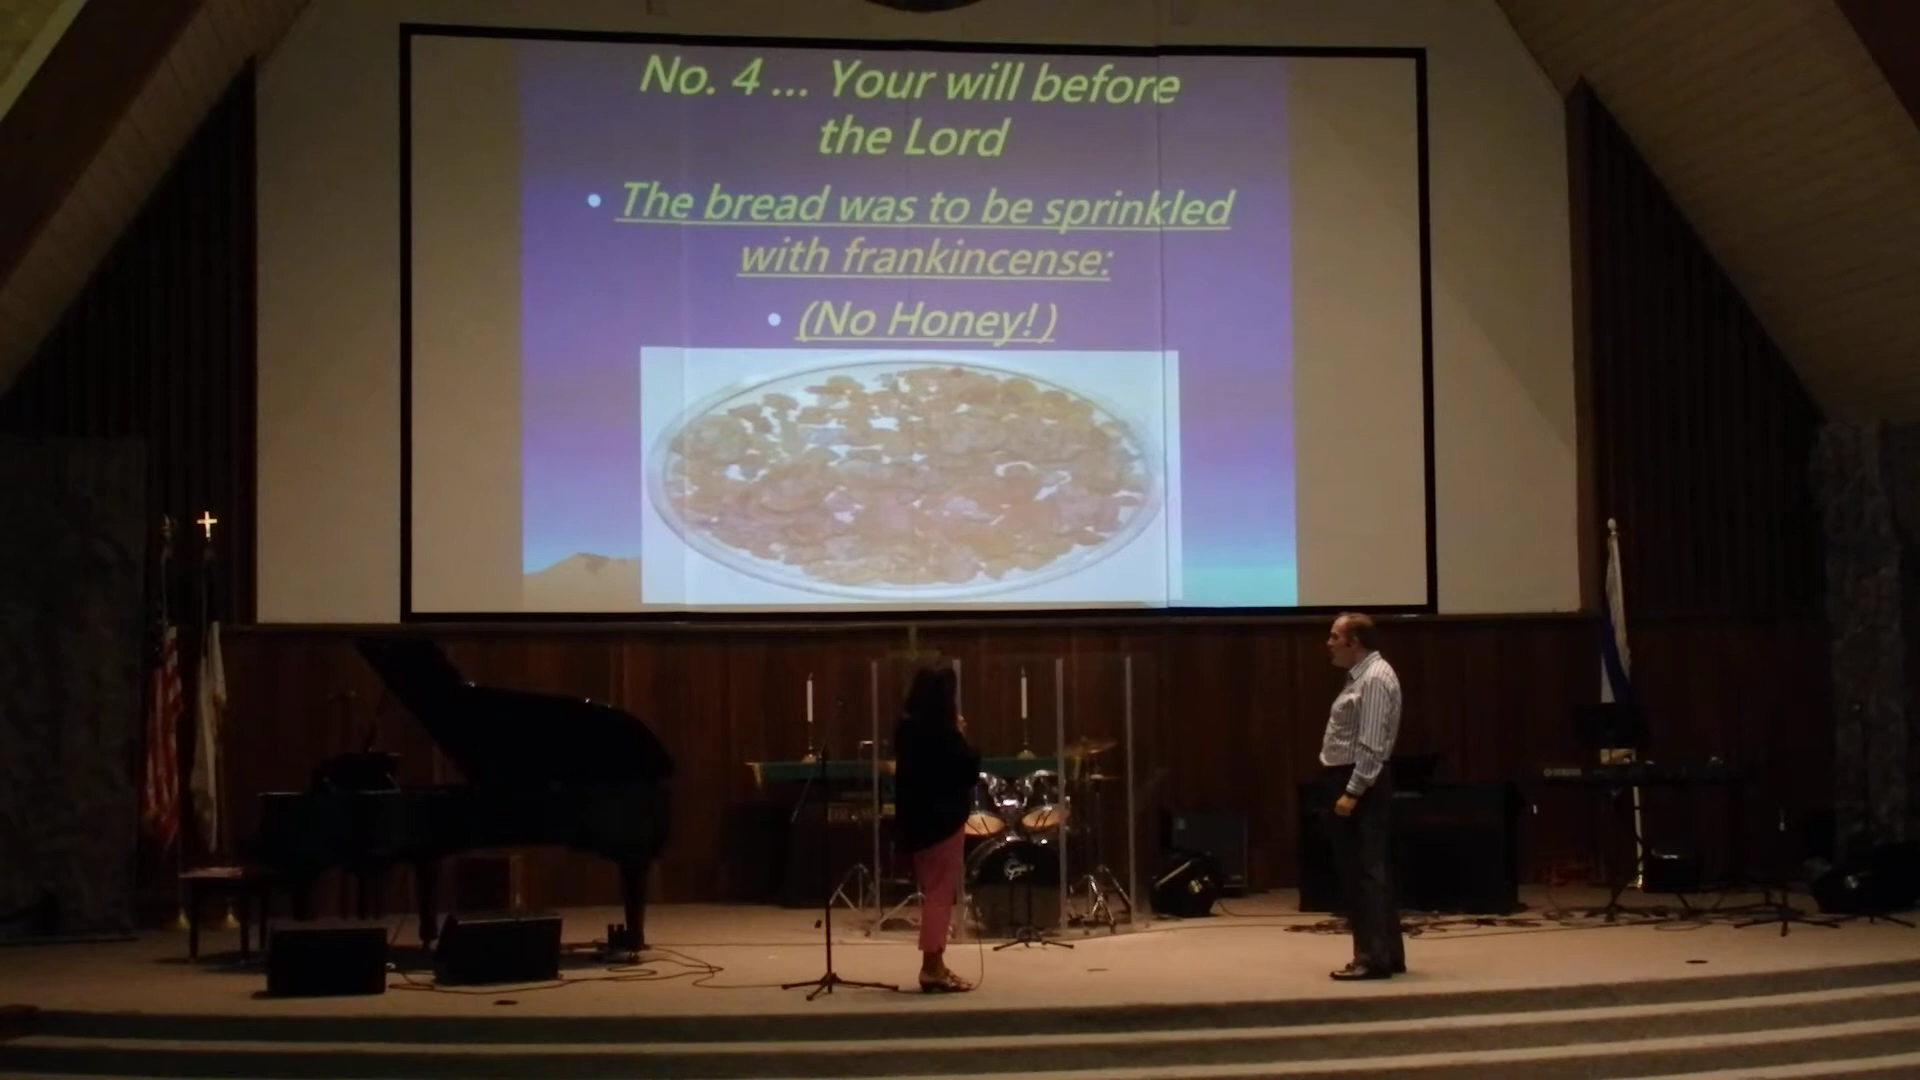 No. 4 ... Your will before
the Lord
• The bread was to be sprinkled
with frankincense:
• (No Honey!)